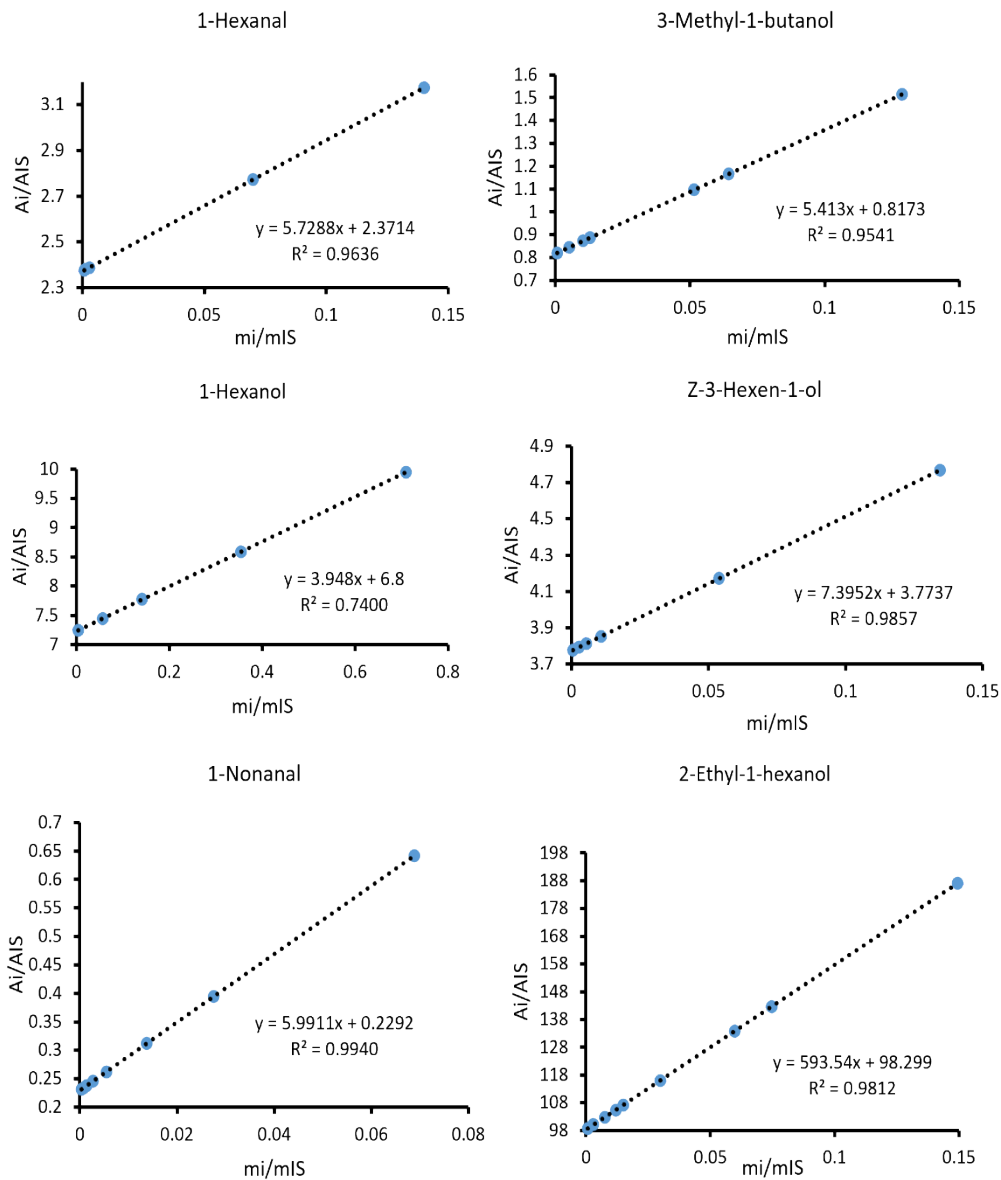 1-Hexanal
3.1
2.9
2.7
2.5
2.3
Ai/AIS
y = 5.7288x + 2.3714
R² = 0.9636
0
0.05
0.1
0.15
mi/mIS
3-Methyl-1-butanol
1.6
1.5
1.4
1.3
1.2
1.1
1
0.9
0.8
0.7
Ai/AIS
y = 5.413x + 0.8173
R² = 0.9541
0
0.05
0.1
0.15
mi/mIS
1-Hexanol
10
9.5
9
8.5
8
7.5
7
Ai/AIS
y = 3.948x + 6.8
R² = 0.7400
0
0.2
0.4
0.6
0.8
mi/mIS
Z-3-Hexen-1-ol
4.9
4.7
4.5
4.3
4.1
3.9
3.7
Ai/AIS
y = 7.3952x + 3.7737
R² = 0.9857
0
0.05
0.1
0.15
mi/mIS
1-Nonanal
0.7
0.65
0.6
0.55
0.5
0.45
0.4
0.35
0.3
0.25
0.2
Ai/AIS
y = 5.9911x + 0.2292
R² = 0.9940
0
0.02
0.04
0.06
0.08
mi/mIS
2-Ethyl-1-hexanol
198
188
178
168
158
148
138
128
118
108
98
Ai/AIS
y = 593.54x + 98.299
R² = 0.9812
0
0.05
0.1
0.15
mi/mIS